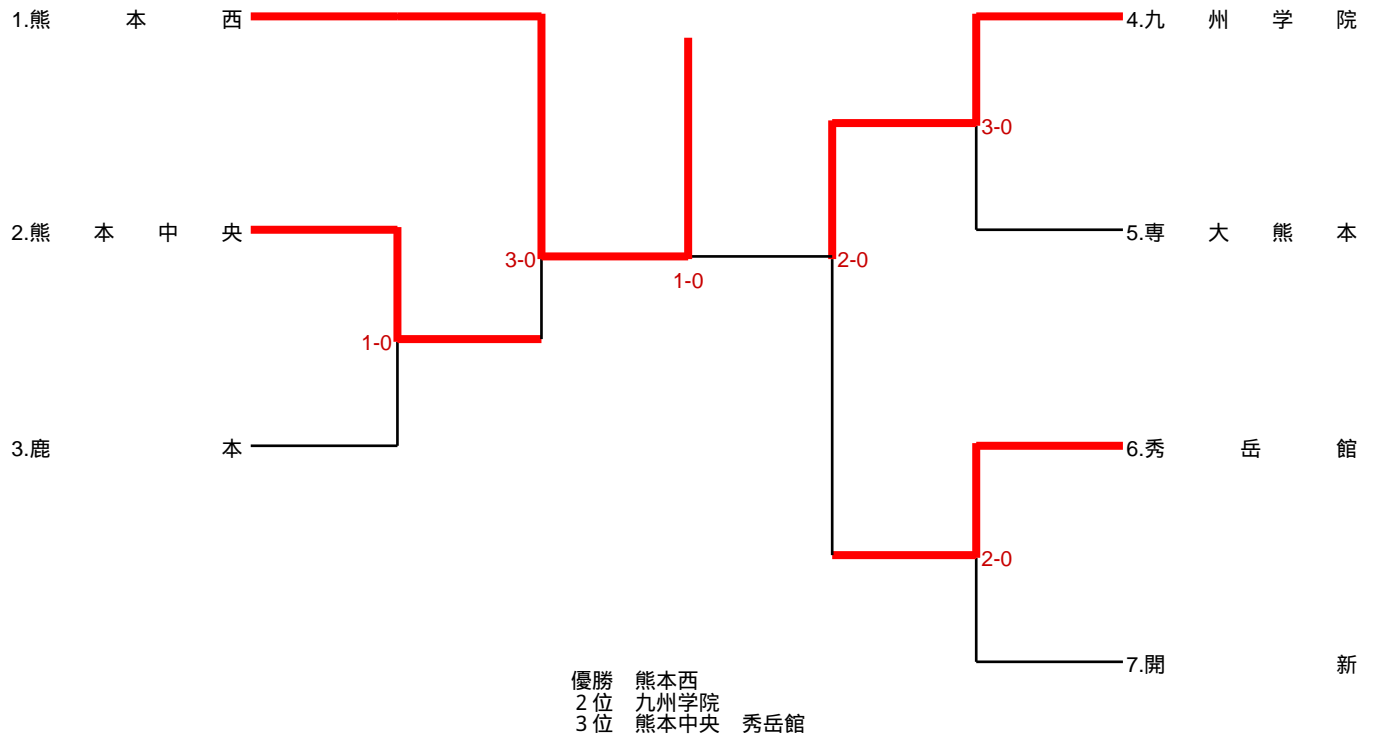 1.熊本西
4.九州学院
3-0
2.熊本中央
5.専大熊本
3-0
2-0
1-0
1-0
3.鹿本
6.秀岳館
2-0
7.開新
優勝 熊本西
２位 九州学院
３位 熊本中央 秀岳館